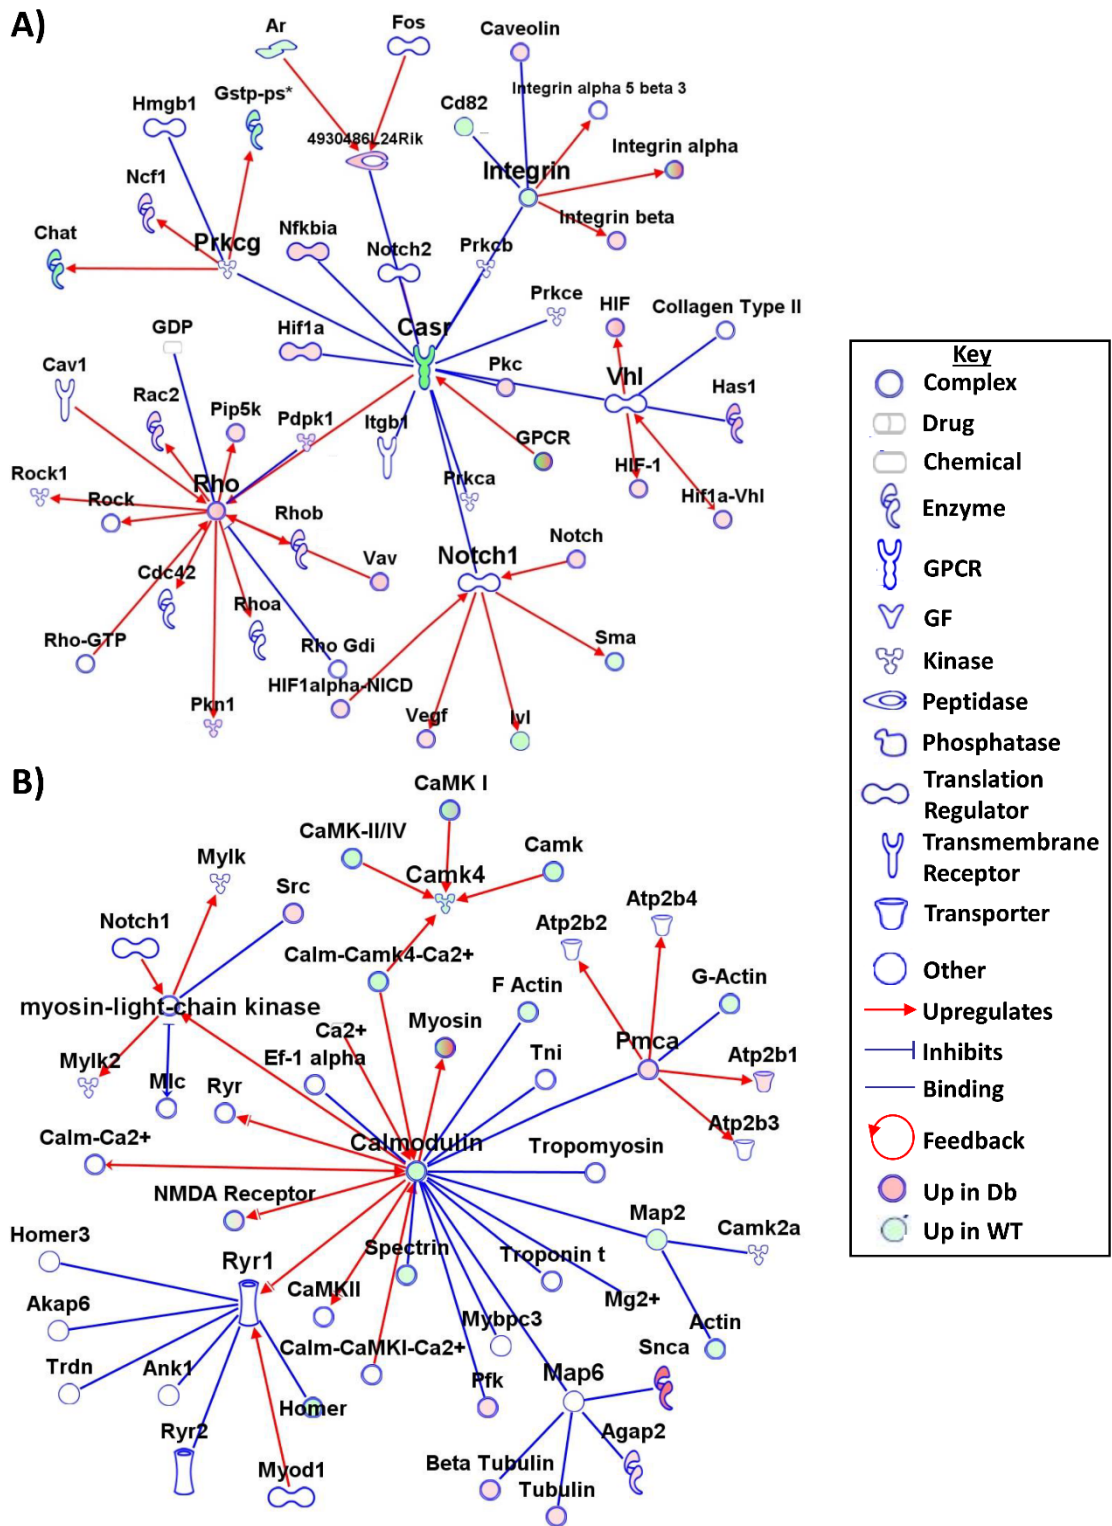 A)
Ar
Fos
Caveolin
Gstp-ps*
Hmgb1
Cd82
Integrin alpha 5 beta 3
4930486L24Rik
Integrin alpha
Integrin
Ncf1
Integrin beta
Chat
Prkcg
Nfkbia
Notch2
Prkcb
Prkce
HIF
Collagen Type II
GDP
Hif1a
Casr
Cav1
Rac2
Pip5k
Pdpk1
Itgb1
Pkc
Vhl
Has1
GPCR
Rock1
Rock
Rho
Prkca
HIF-1
Hif1a-Vhl
Rhob
Vav
Notch1
Notch
Cdc42
Rhoa
Rho-GTP
Rho Gdi
Sma
HIF1alpha-NICD
Pkn1
Vegf
Ivl
B)
CaMK I
CaMK-II/IV
Camk
Mylk
Camk4
Src
Atp2b4
Notch1
Atp2b2
Calm-Camk4-Ca2+
F Actin
G-Actin
myosin-light-chain kinase
Ca2+
Myosin
Pmca
Mylk2
Mlc
Ef-1 alpha
Tni
Atp2b1
Ryr
Calm-Ca2+
Calmodulin
Tropomyosin
Atp2b3
NMDA Receptor
Map2
Camk2a
Homer3
Ryr1
Spectrin
Troponin t
CaMKII
Mg2+
Akap6
Mybpc3
Actin
Trdn
Ank1
Calm-CaMKI-Ca2+
Snca
Pfk
Map6
Homer
Ryr2
Agap2
Myod1
Beta Tubulin
Tubulin
Key
Complex
Drug
Chemical
Enzyme
GPCR
GF
Kinase
Peptidase
Phosphatase
Translation
Regulator
Transmembrane
Receptor
Transporter
Other
Upregulates
Inhibits
Binding
Feedback
Up in Db
Up in WT